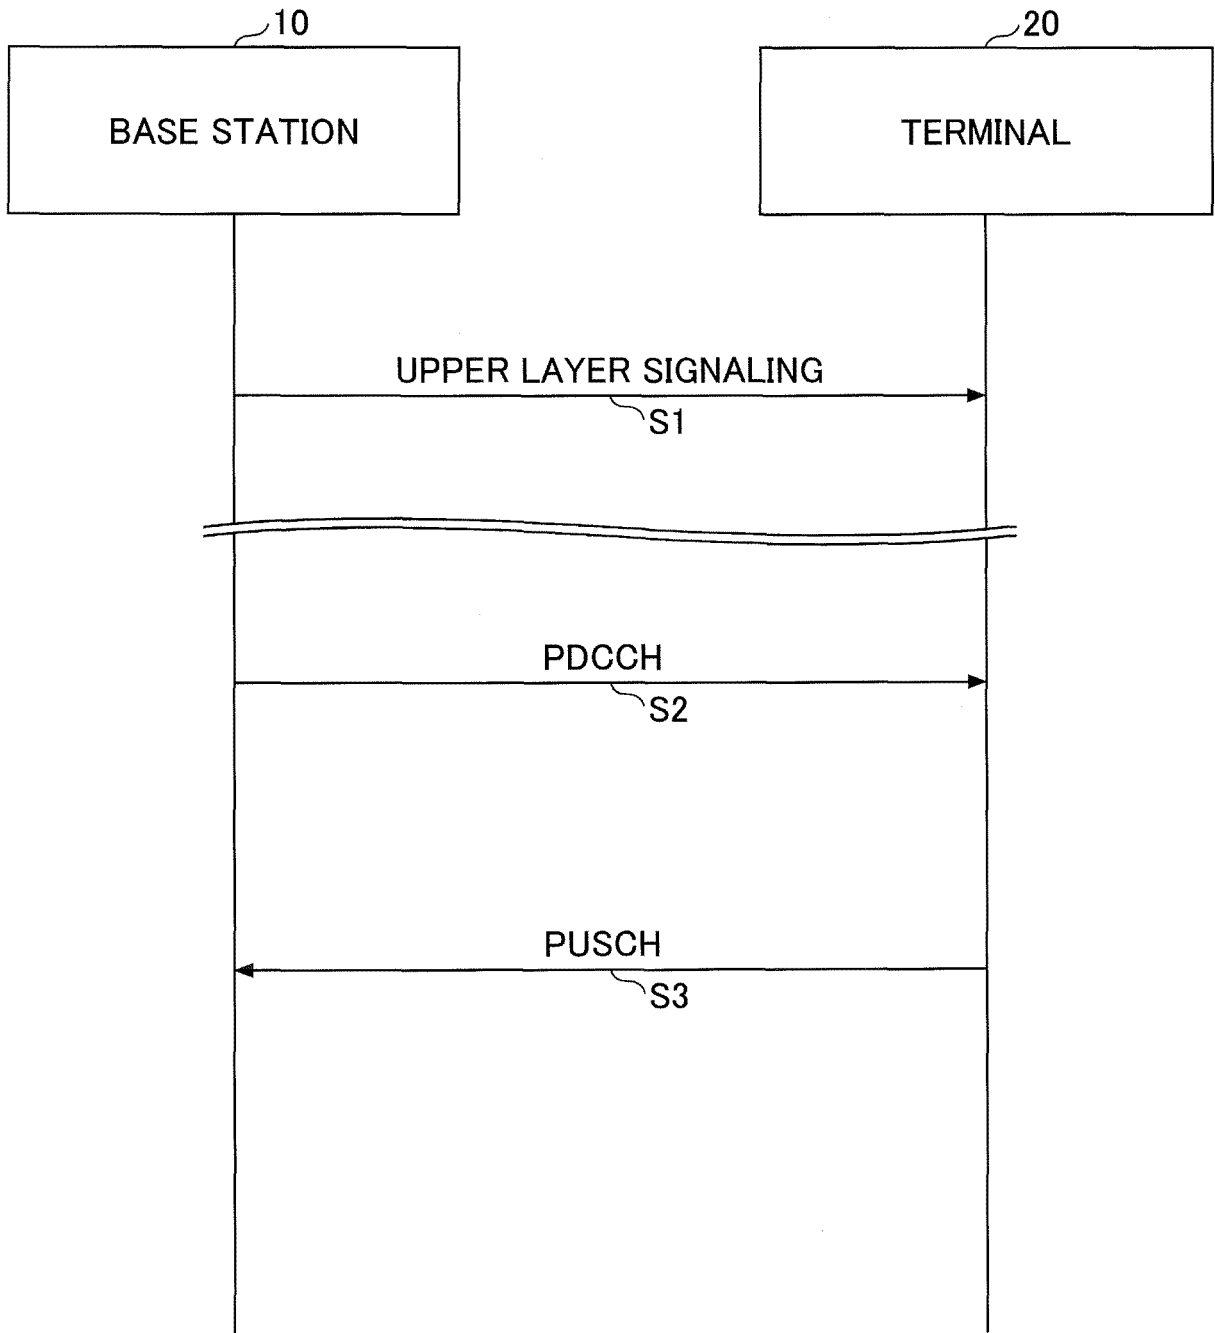 10
20
BASE STATION
TERMINAL
UPPER LAYER SIGNALING
S1
PDCCH
S2
PUSCH
S3